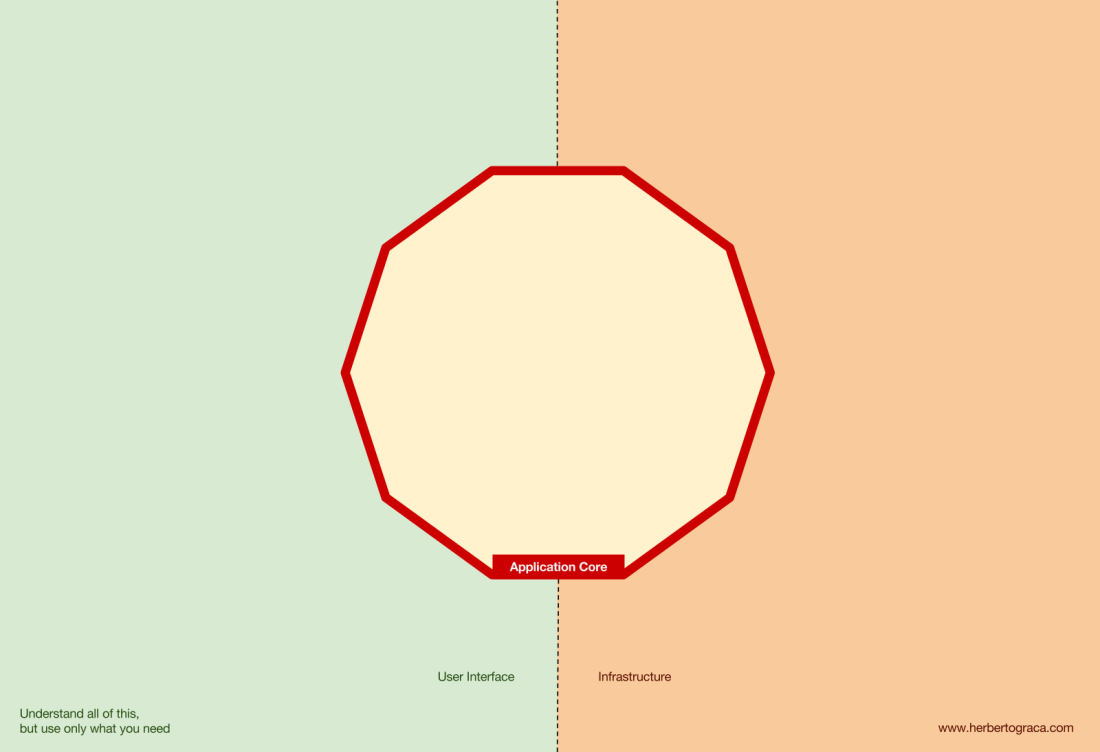 Application Core
User Interface
Infrastructure
Understand all of this,
but use only what you need
www.herbertograca.com